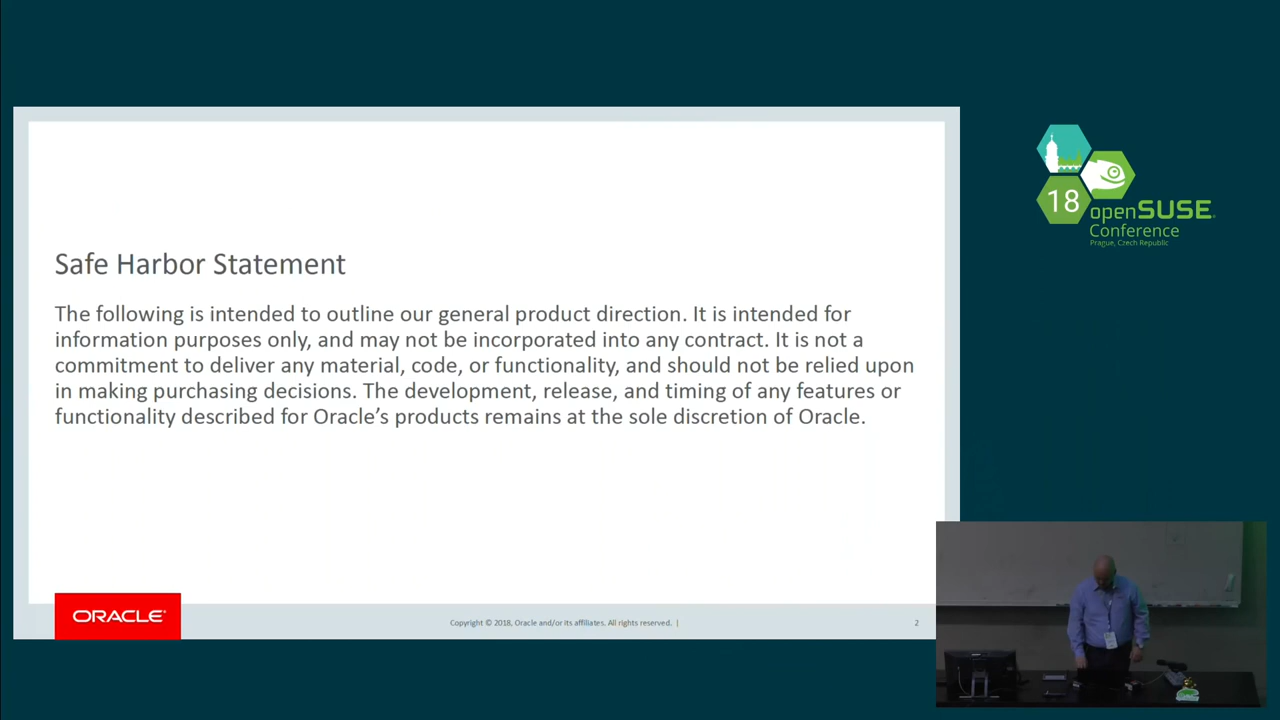 Safe Harbor Statement
The following is intended to outline our general product direction. It is intended for
information purposes only, and may not be incorporated into any contract. It is not a
commitment to deliver any material, code, or functionality, and should not be relied upon
in making purchasing decisions. The development, release, and timing of any features or
functionality described for Oracle’s products remains at the sole discretion of Oracle.
ORACLE®
Copyright © 2018, Oracle and/or its affiliates. All rights reserved. |
2
18
openSUSE
Conference
Prague, Czech Republic